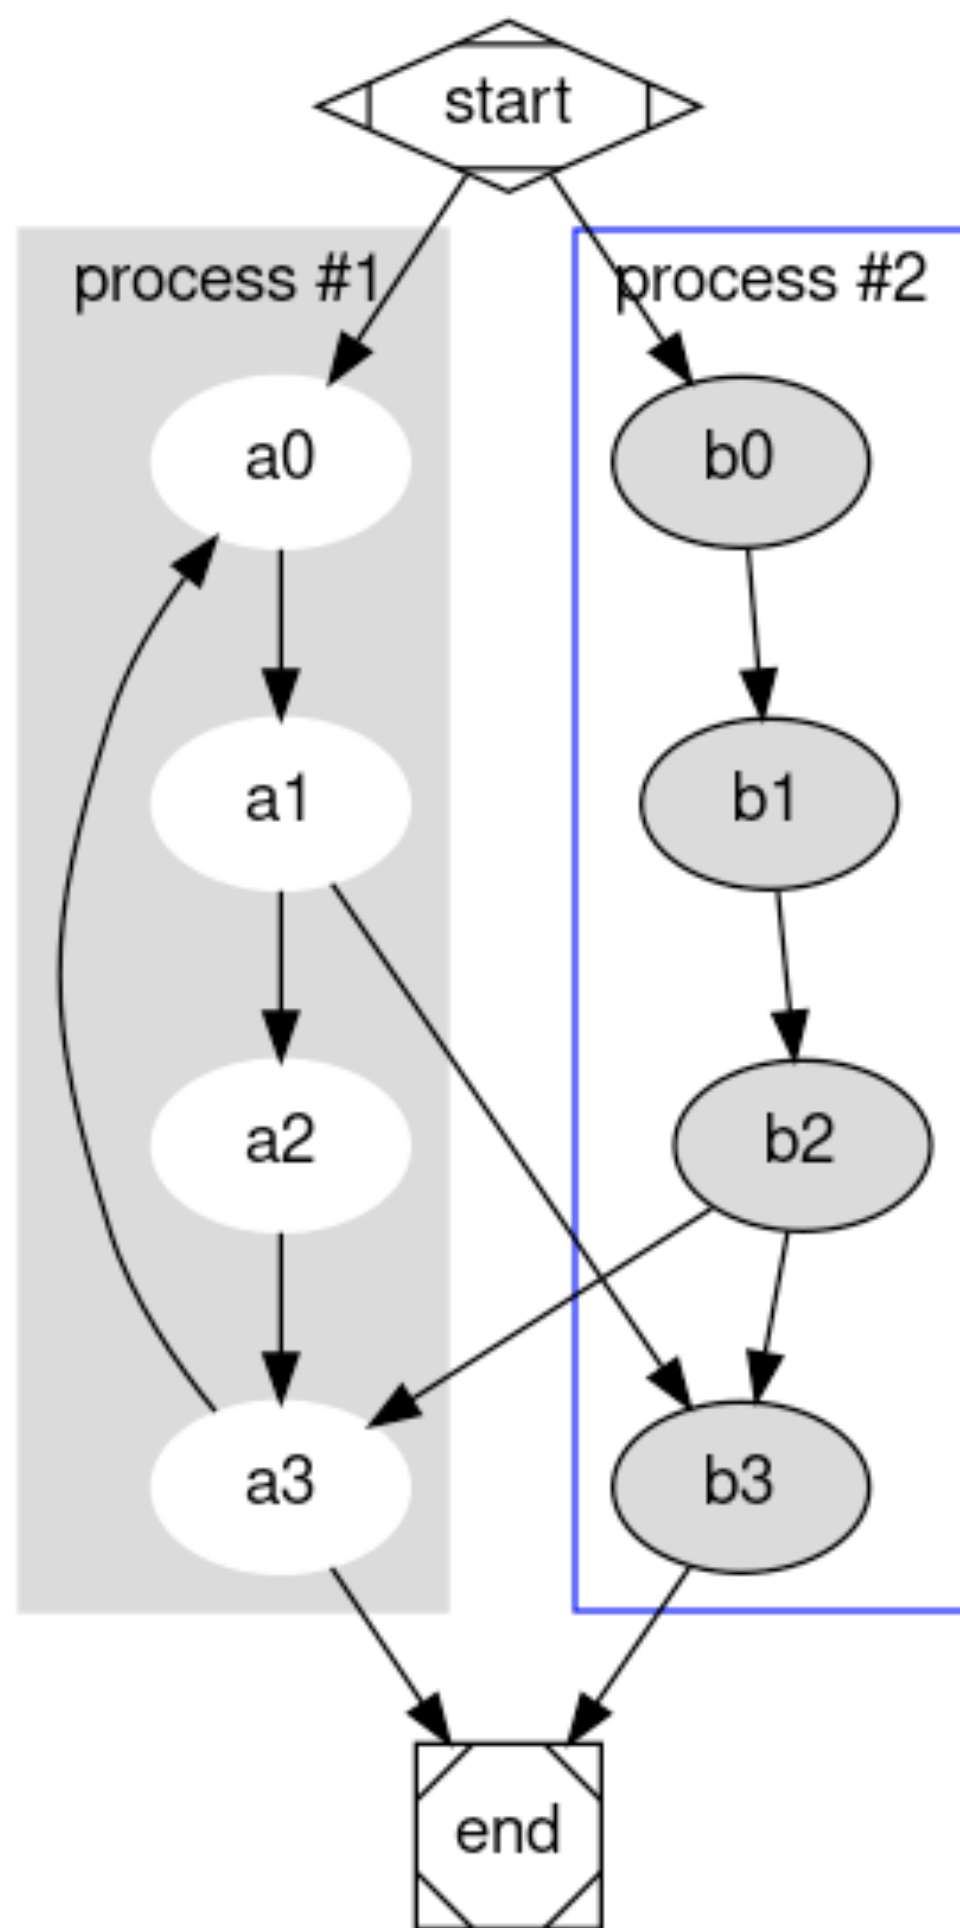 start
process #1
process #2
a0
b0
a1
b1
a2
b2
a3
b3
end